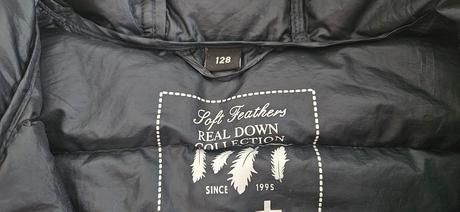 128
Soft Feathers
REAL DOWN
COLLECTION
SINCE 1995